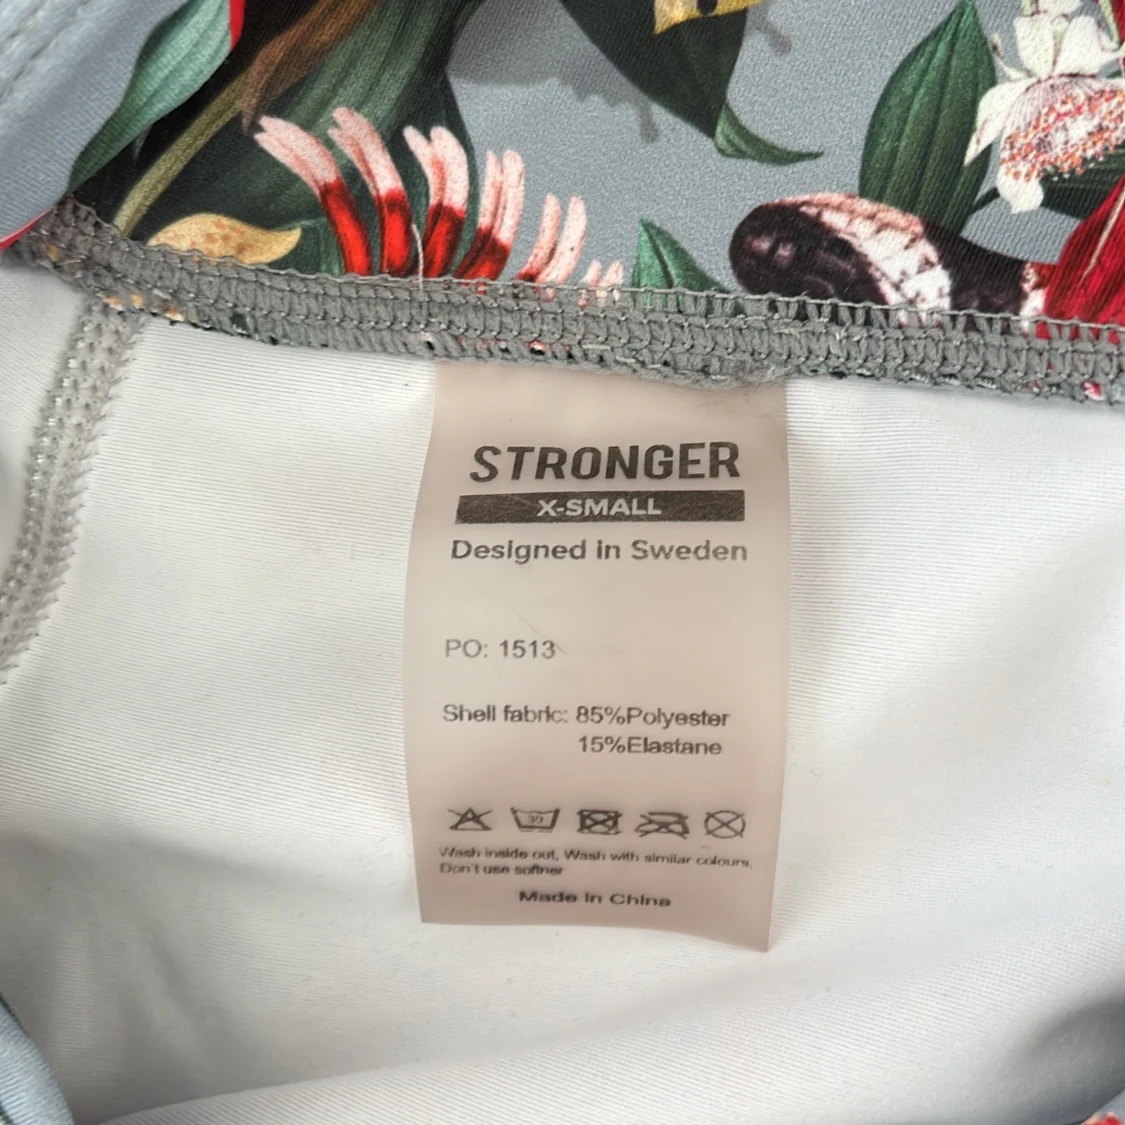 STRONGER
X-SMALL
Designed in Sweden
PO: 1513
Shell fabric: 85%Polyester
15%Elastane
30
Wash inside out, Wash with similar colours,
Don't use softner
Made in China